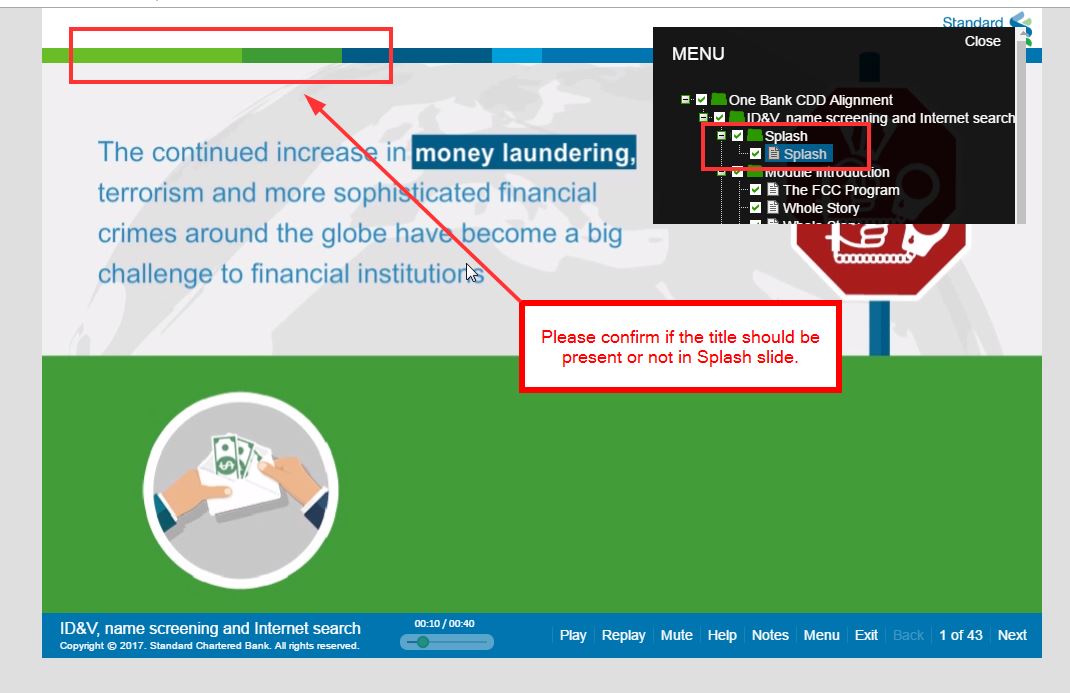 Standard
Close
MENU
One Bank CDD Alignment
ID&V, name screening and Internet search
Splash
Splash
Module Introduction
The FCC Program
Whole Story
The continued increase in money laundering,
terrorism and more sophisticated financial
crimes around the globe have become a big
challenge to financial institutions
Please confirm if the title should be
present or not in Splash slide.
ID&V, name screening and Internet search
Copyright © 2017. Standard Chartered Bank. All rights reserved.
00:10 / 00:40
Play Replay Mute Help Notes Menu Exit Back 1 of 43 Next